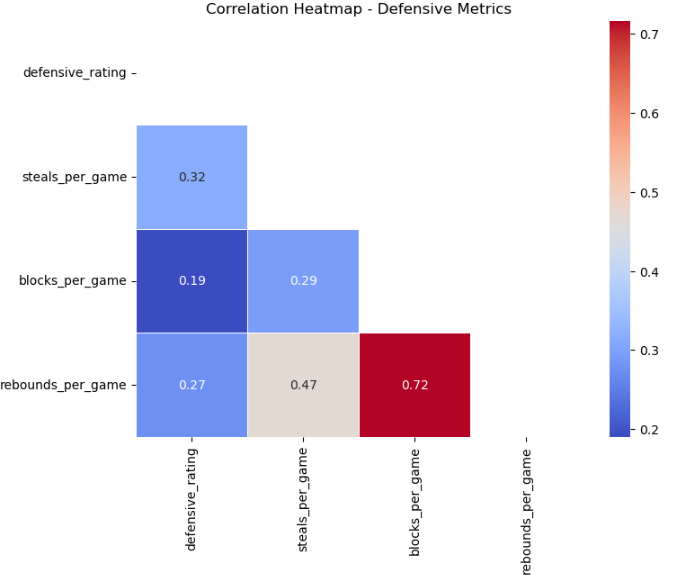 Correlation Heatmap - Defensive Metrics
defensive_rating
steals_per_game
blocks_per_game
rebounds_per_game
0.32
0.19 0.29
0.27 0.47 0.72
defensive_rating
steals_per_game
blocks_per_game
rebounds_per_game
0.7
0.6
0.5
0.4
0.3
0.2